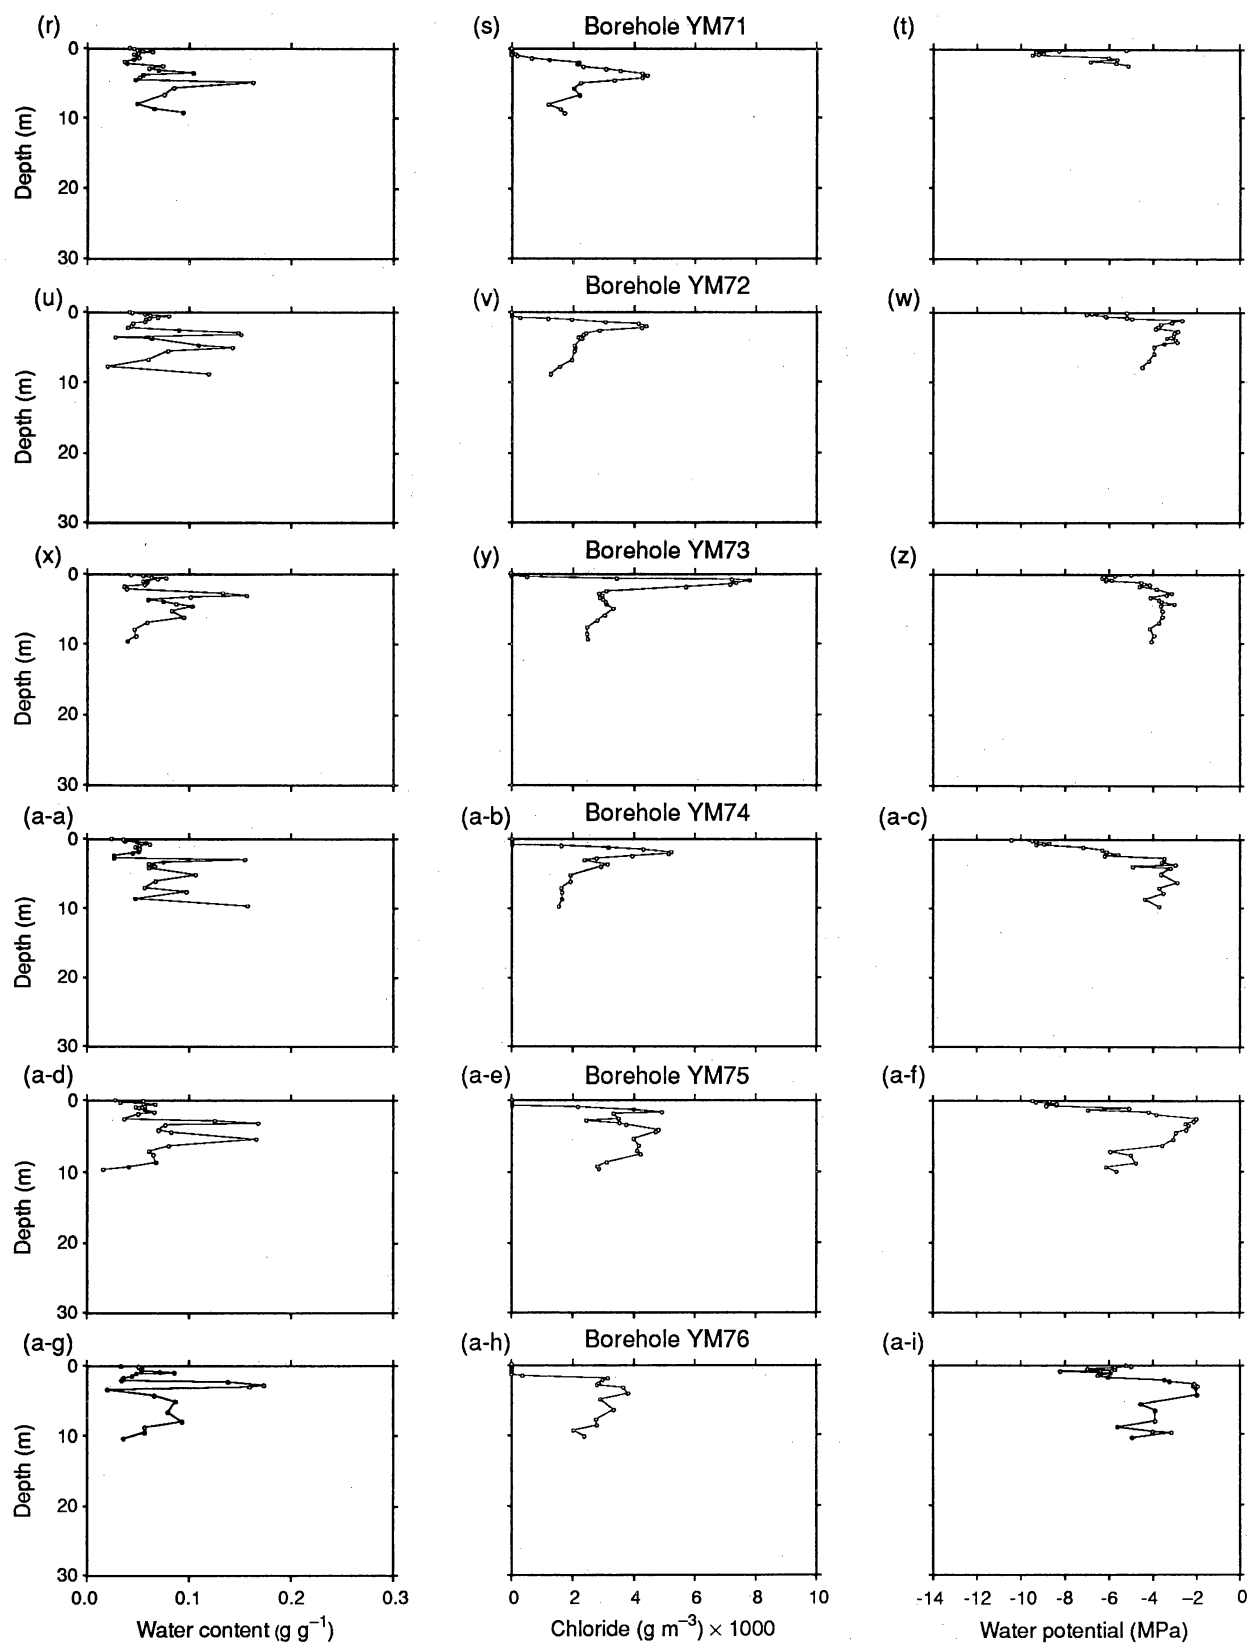 (r) (s) Borehole YM71 (t)
0
10
20
30
Depth (m)
(u) (v) Borehole YM72 (w)
0
10
20
30
Depth (m)
(x) (y) Borehole YM73 (z)
0
10
20
30
Depth (m)
(a-a) (a-b) Borehole YM74 (a-c)
0
10
20
30
Depth (m)
(a-d) (a-e) Borehole YM75 (a-f)
0
10
20
30
Depth (m)
(a-g) (a-h) Borehole YM76 (a-i)
0
10
20
30
Depth (m)
0.0 0.1 0.2 0.3 0 2 4 6 8 10 -14 -12 -10 -8 -6 -4 -2 0
Water content (g g⁻¹) Chloride (g m⁻³) × 1000 Water potential (MPa)